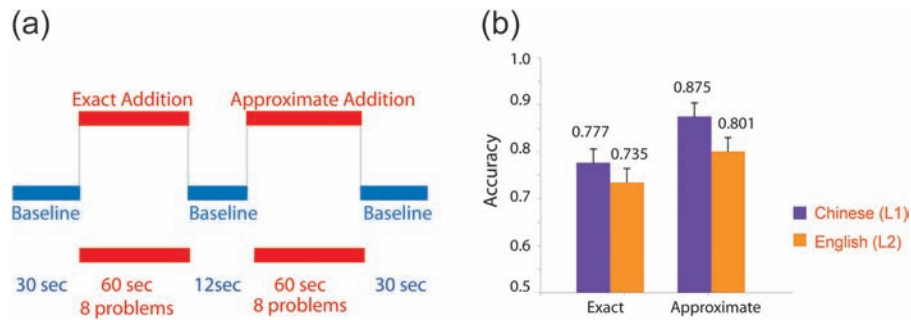 (a)
Exact Addition
Approximate Addition
Baseline
Baseline
Baseline
30 sec
60 sec
8 problems
12sec
60 sec
8 problems
30 sec
(b)
Accuracy
1.0
0.9
0.8
0.7
0.6
0.5
0.777
0.735
0.875
0.801
Exact
Approximate
Chinese (L1)
English (L2)